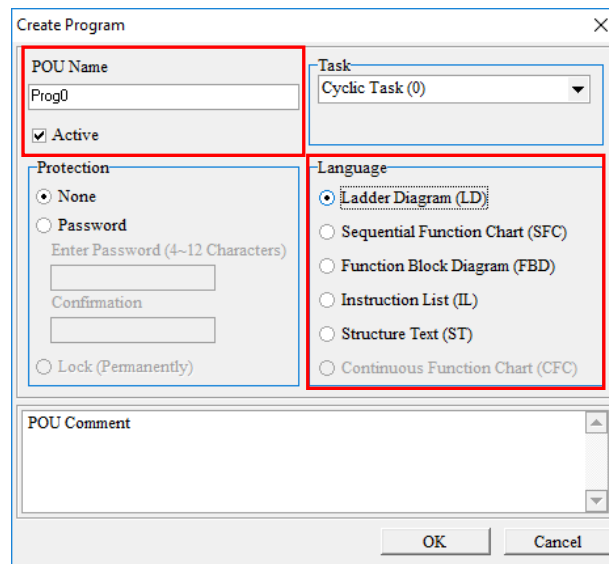 Create Program
POU Name
Prog0
Active
Task
Cyclic Task (0)
Protection
None
Password
Enter Password (4~12 Characters)
Confirmation
Lock (Permanently)
Language
Ladder Diagram (LD)
Sequential Function Chart (SFC)
Function Block Diagram (FBD)
Instruction List (IL)
Structure Text (ST)
Continuous Function Chart (CFC)
POU Comment
OK
Cancel